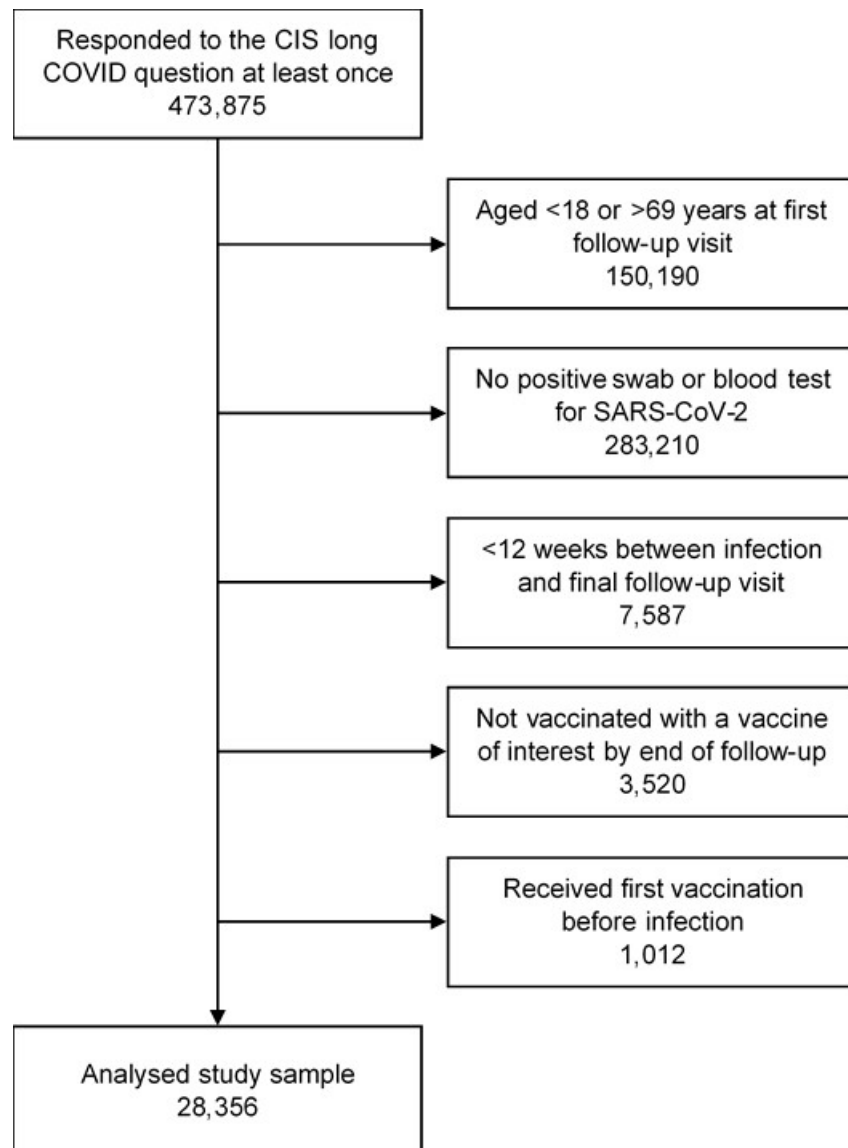 Responded to the CIS long
COVID question at least once
473,875
Aged <18 or >69 years at first
follow-up visit
150,190
No positive swab or blood test
for SARS-CoV-2
283,210
<12 weeks between infection
and final follow-up visit
7,587
Not vaccinated with a vaccine
of interest by end of follow-up
3,520
Received first vaccination
before infection
1,012
Analysed study sample
28,356